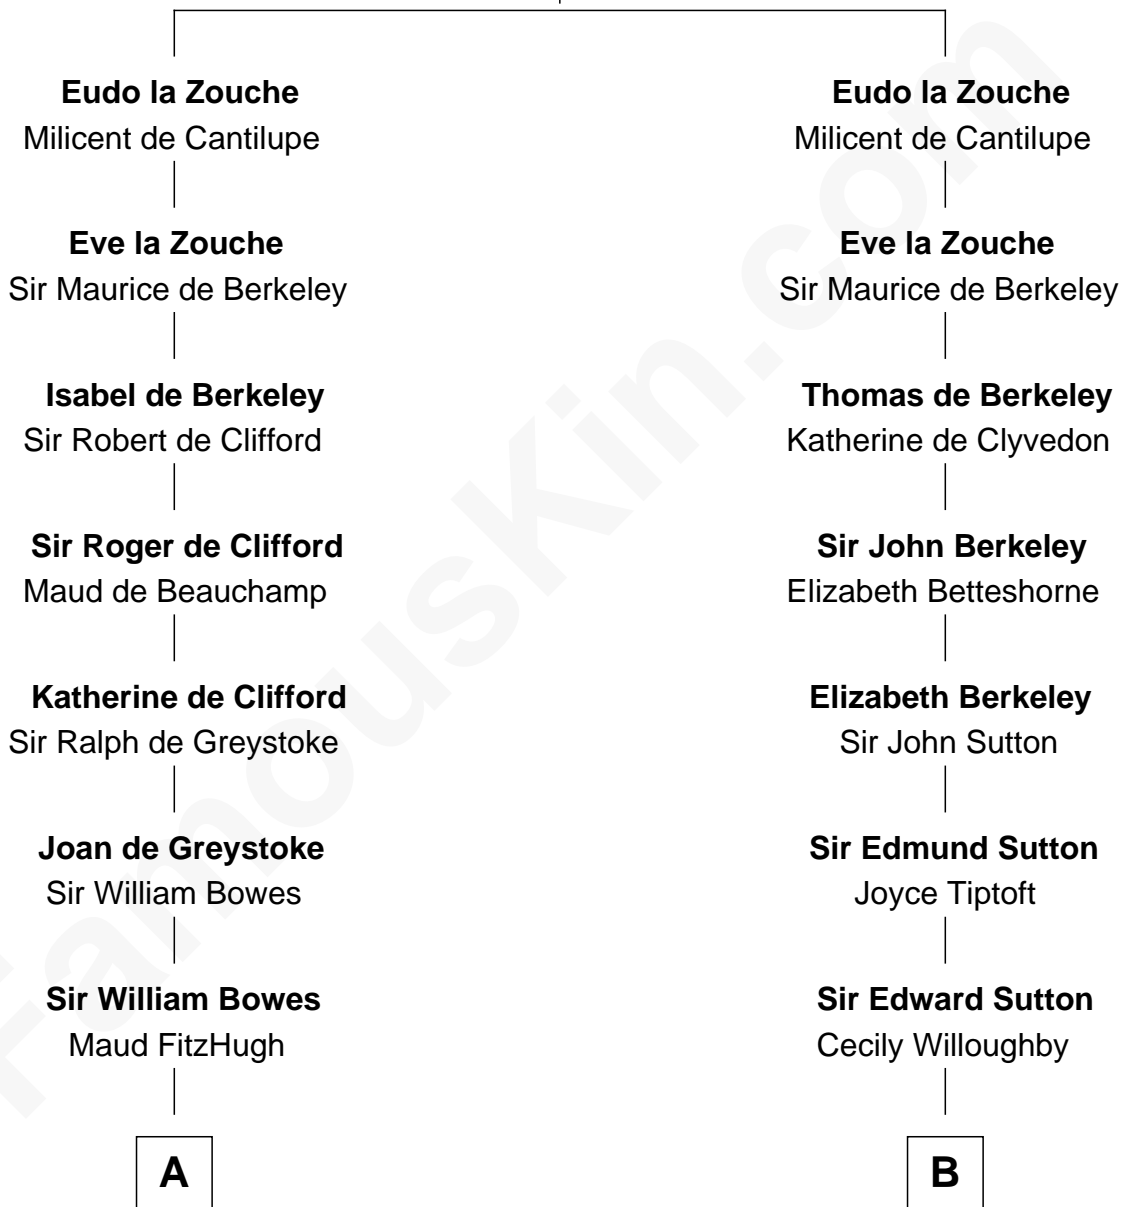 Eudo la Zouche
Milicent de Cantilupe
Eve la Zouche
Sir Maurice de Berkeley
Isabel de Berkeley
Sir Robert de Clifford
Sir Roger de Clifford
Maud de Beauchamp
Katherine de Clifford
Sir Ralph de Greystoke
Joan de Greystoke
Sir William Bowes
Sir William Bowes
Maud FitzHugh
A
Eudo la Zouche
Milicent de Cantilupe
Eve la Zouche
Sir Maurice de Berkeley
Thomas de Berkeley
Katherine de Clyvedon
Sir John Berkeley
Elizabeth Betteshorne
Elizabeth Berkeley
Sir John Sutton
Sir Edmund Sutton
Joyce Tiptoft
Sir Edward Sutton
Cecily Willoughby
B
FamousKin.com